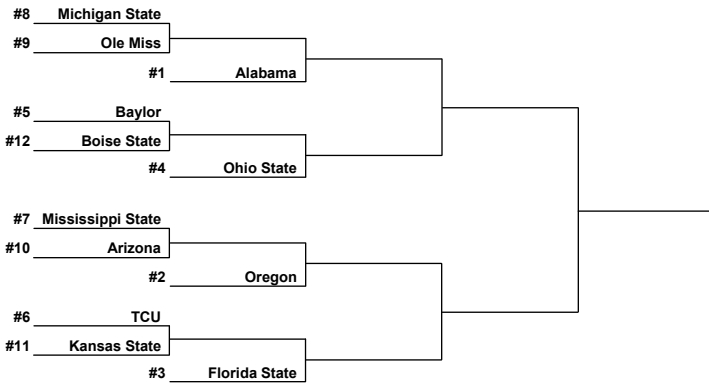 #8 Michigan State
#9 Ole Miss
#1 Alabama
#5 Baylor
#12 Boise State
#4 Ohio State
#7 Mississippi State
#10 Arizona
#2 Oregon
#6 TCU
#11 Kansas State
#3 Florida State